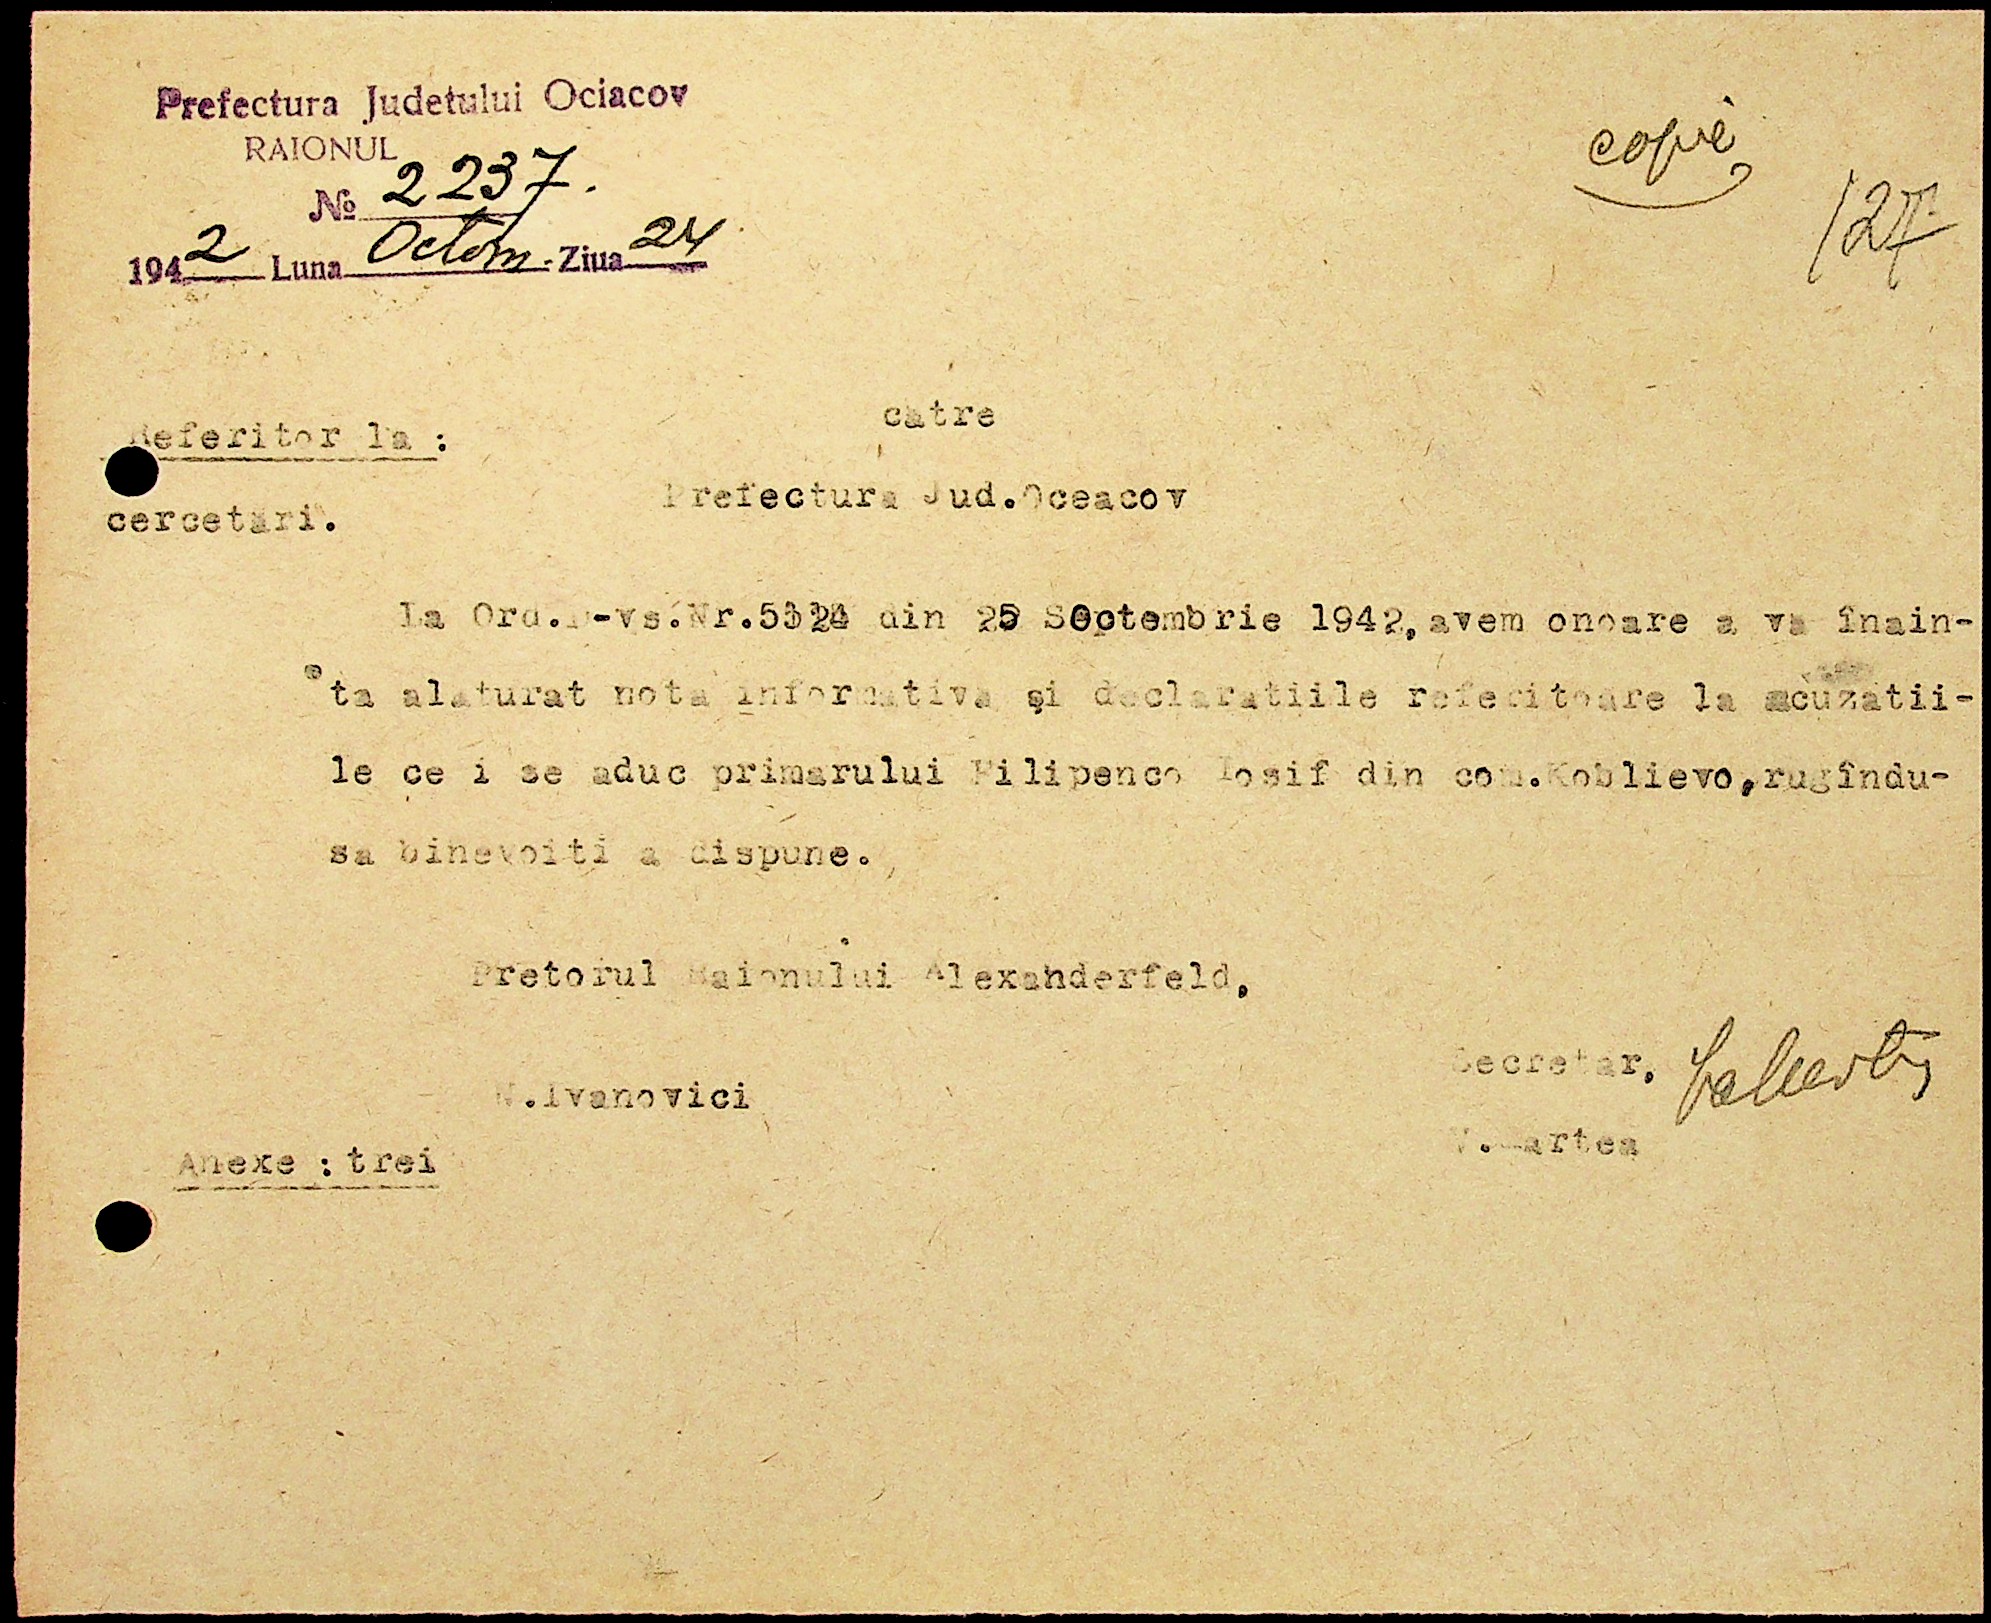 Prefectura Judetului Ociacov
RAIONUL
№ 2237.
1942 Luna Octom. Ziua 24
copie
127
Referitor la :
catre
cercetari.
Prefectura Jud.Oceacov
La Ord.D-vs.Nr. din 1942, avem onoare a va înain-
ta alaturat nota informativa și declaratiile referitoare la acuzatii-
le ce i se aduc primarului Filipenco Iosif din com.Koblievo,rugîndu-
sa binevoiti a dispune.
Pretorul Raionului Alexanderfeld,
Secretar,
N.Ivanovici
Anexe : trei